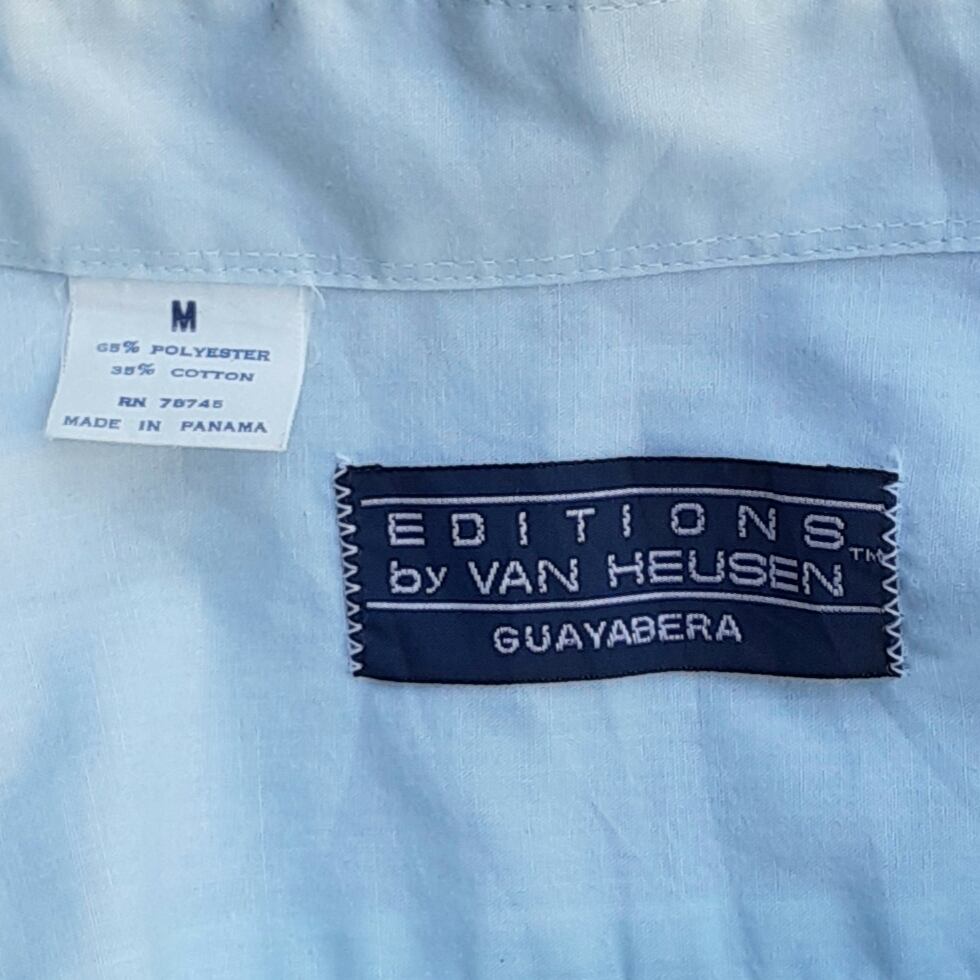 M
65% POLYESTER
35% COTTON
RN 78745
MADE IN PANAMA
EDITIONS
by VAN HEUSEN™
GUAYABERA